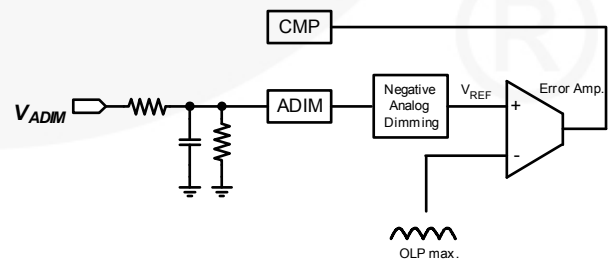 ®
CMP
V_ADIM
ADIM
Negative
Analog
Dimming
V_REF
Error Amp.
+
-
OLP max.